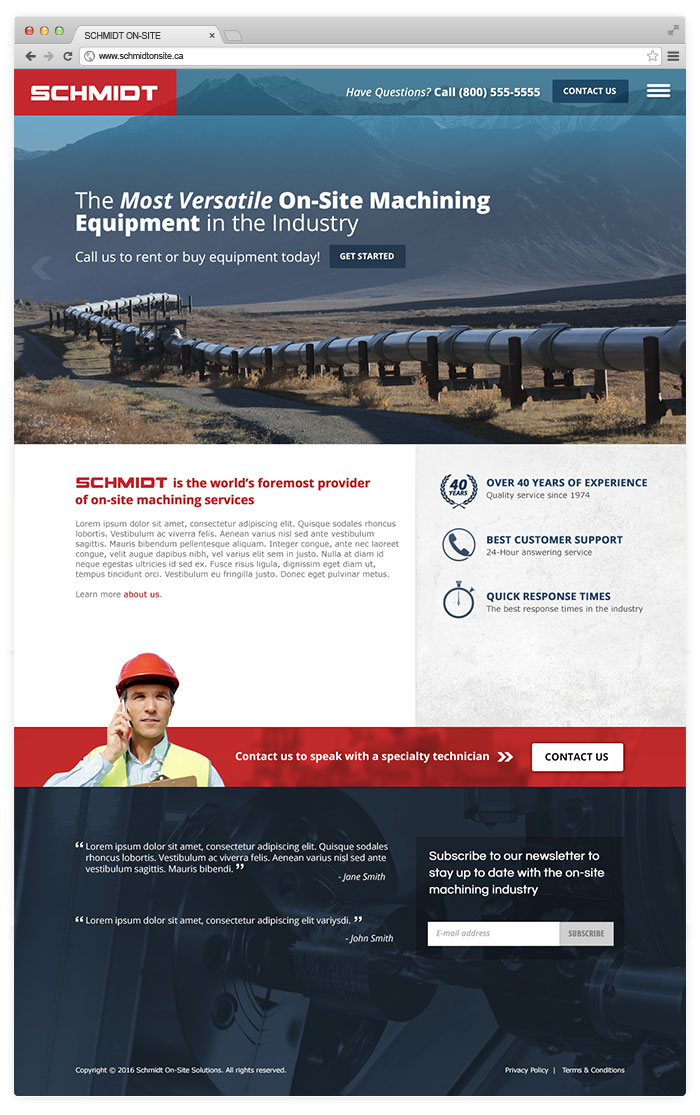 SCHMIDT ON-SITE
www.schmidtonsite.ca
SCHMIDT
Have Questions? Call (800) 555-5555
CONTACT US
The Most Versatile On-Site Machining
Equipment in the Industry
Call us to rent or buy equipment today!
GET STARTED
SCHMIDT is the world's foremost provider
of on-site machining services
Lorem ipsum dolor sit amet, consectetur adipiscing elit. Quisque sodales rhoncus
lobortis. Vestibulum ac viverra felis. Aenean varius nisl sed ante vestibulum
sagittis. Mauris bibendum pellentesque aliquam. Integer congue, ante nec laoreet
congue, velit augue dapibus nibh, vel varius elit sem in justo. Nulla at diam id
neque egestas ultricies id sed ex. Fusce risus ligula, dignissim eget diam ut,
tempus tincidunt orci. Vestibulum eu fringilla justo. Donec eget pulvinar metus.
Learn more about us.
40
YEARS
OVER 40 YEARS OF EXPERIENCE
Quality service since 1974
BEST CUSTOMER SUPPORT
24-Hour answering service
QUICK RESPONSE TIMES
The best response times in the industry
Contact us to speak with a specialty technician
CONTACT US
“ Lorem ipsum dolor sit amet, consectetur adipiscing elit. Quisque sodales
rhoncus lobortis. Vestibulum ac viverra felis. Aenean varius nisl sed ante
vestibulum sagittis. Mauris bibendi. ”
- Jane Smith
“ Lorem ipsum dolor sit amet, consectetur adipiscing elit variysdi. ”
- John Smith
Subscribe to our newsletter to
stay up to date with the on-site
machining industry
E-mail address
SUBSCRIBE
Copyright © 2016 Schmidt On-Site Solutions. All rights reserved.
Privacy Policy | Terms & Conditions